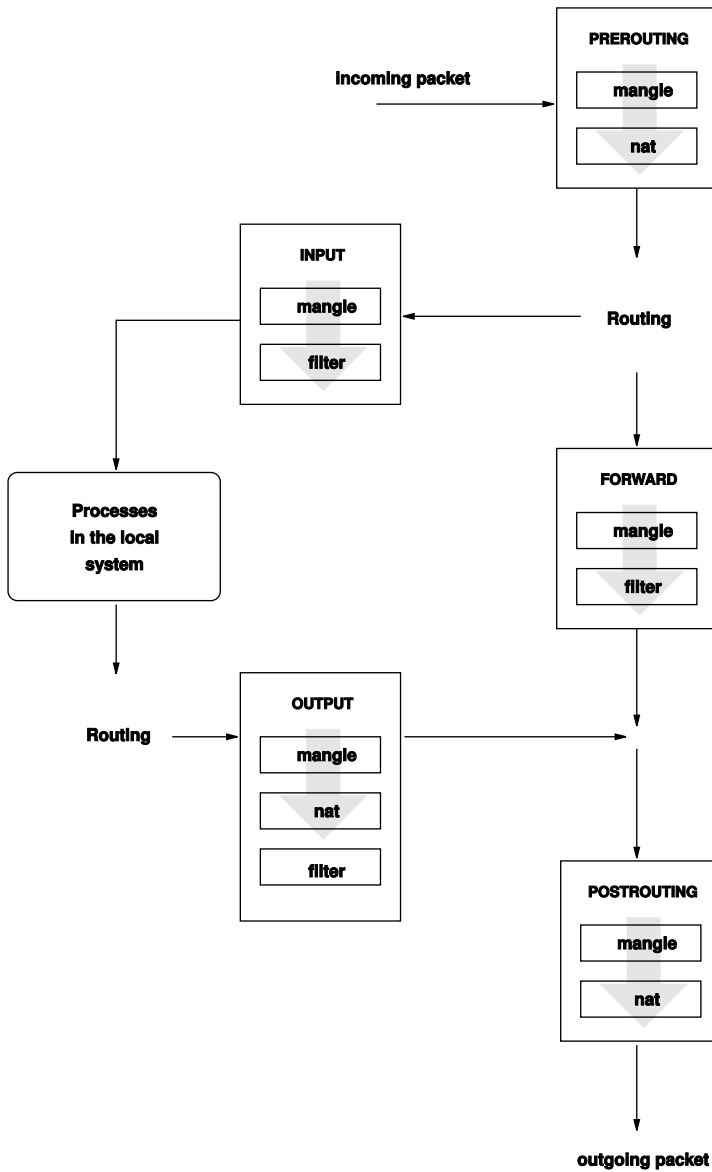 PREROUTING
incoming packet
mangle
nat
INPUT
mangle
Routing
filter
FORWARD
Processes
in the local
system
mangle
filter
OUTPUT
Routing
mangle
nat
filter
POSTROUTING
mangle
nat
outgoing packet